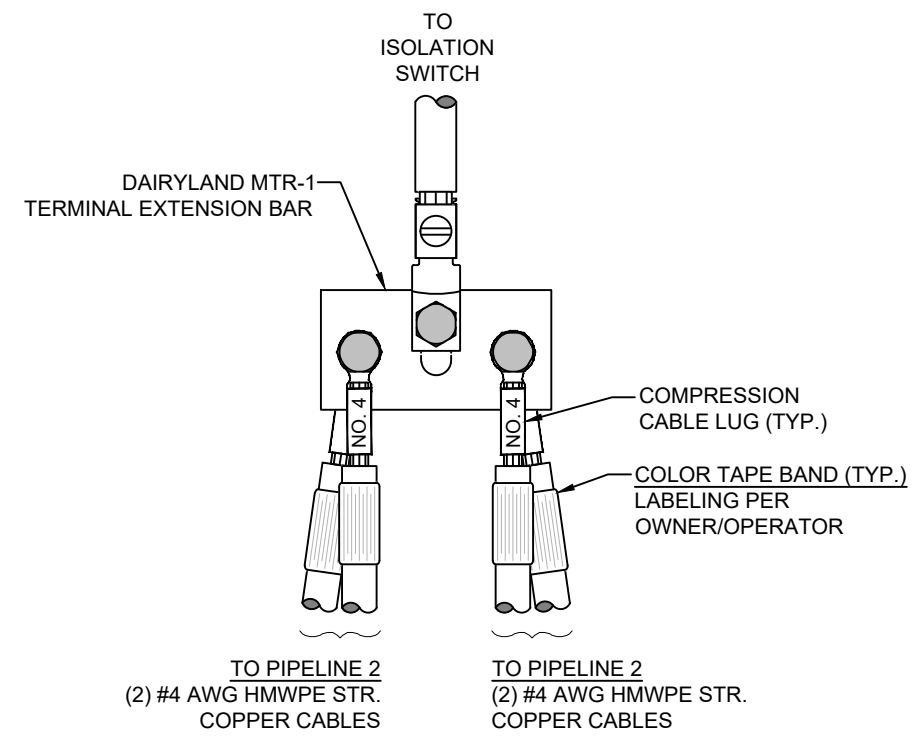 TO
ISOLATION
SWITCH
DAIRYLAND MTR-1
TERMINAL EXTENSION BAR
NO. 4
NO. 4
COMPRESSION
CABLE LUG (TYP.)
COLOR TAPE BAND (TYP.)
LABELING PER
OWNER/OPERATOR
TO PIPELINE 2
(2) #4 AWG HMWPE STR.
COPPER CABLES
TO PIPELINE 2
(2) #4 AWG HMWPE STR.
COPPER CABLES